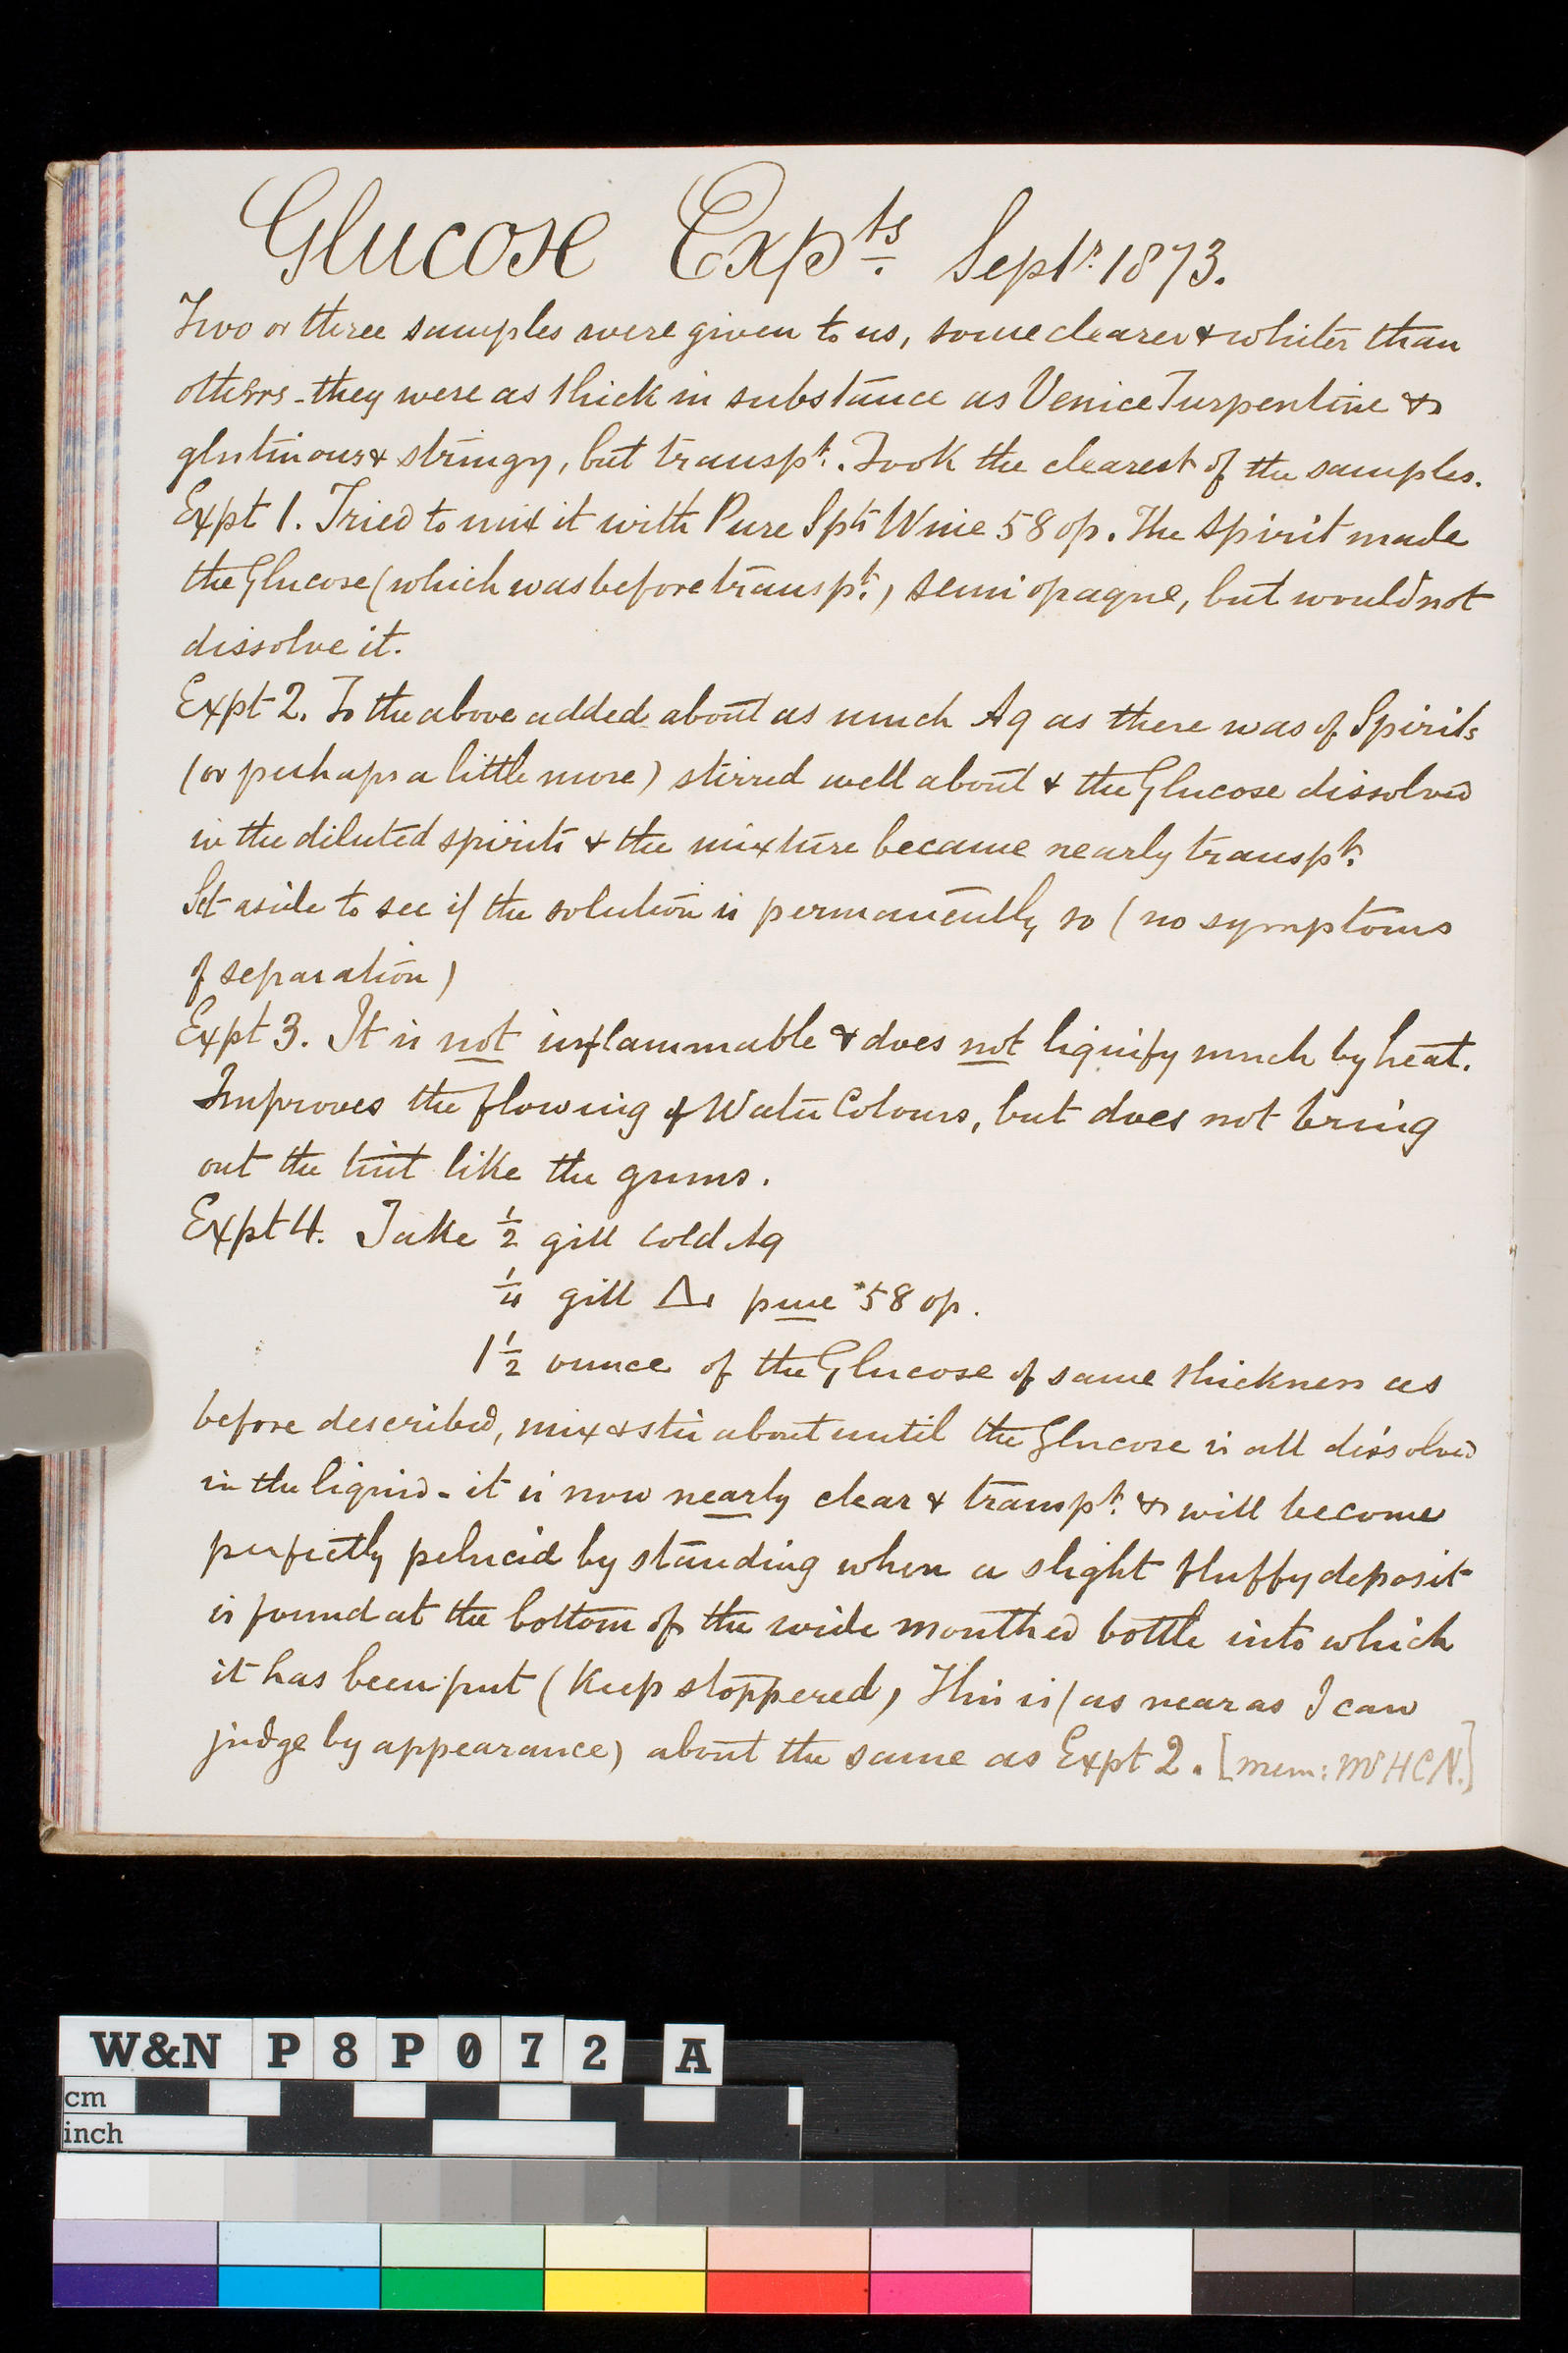 Glucose Expts. Septr. 1873.
Two or three samples were given to us, some clearer & whiter than
others - they were as thick in substance as Venice Turpentine &
glutinous & stringy, but transpt. Took the clearest of the samples.
Expt 1. Tried to mix it with Pure Spts Wine 58 op. The spirit made
the Glucose (which was before transpt.) semi opaque, but would not
dissolve it.
Expt 2. To the above added about as much Aq as there was of Spirits
(or perhaps a little more) stirred well about & the Glucose dissolved
in the diluted spirits & the mixture became nearly transpt.
Set aside to see if the solution is permanently so (no symptoms
of separation)
Expt 3. It is not inflammable & does not liquify much by heat.
Improves the flowing of Water Colours, but does not bring
out the tint like the gums.
Expt 4. Take 1/2 gill cold Aq
1/4 gill pure 58 op.
1 1/2 ounce of the Glucose of same thickness as
before described, mix & stir about until the Glucose is all dissolved
in the liquid - it is now nearly clear & transpt. & will become
perfectly pelucid by standing when a slight fluffy deposit
is found at the bottom of the wide mouthed bottle into which
it has been put (Keep stoppered) This is (as near as I can
judge by appearance) about the same as Expt 2. [mem: Mr HCN.]
W&N P8P072 A
cm
inch